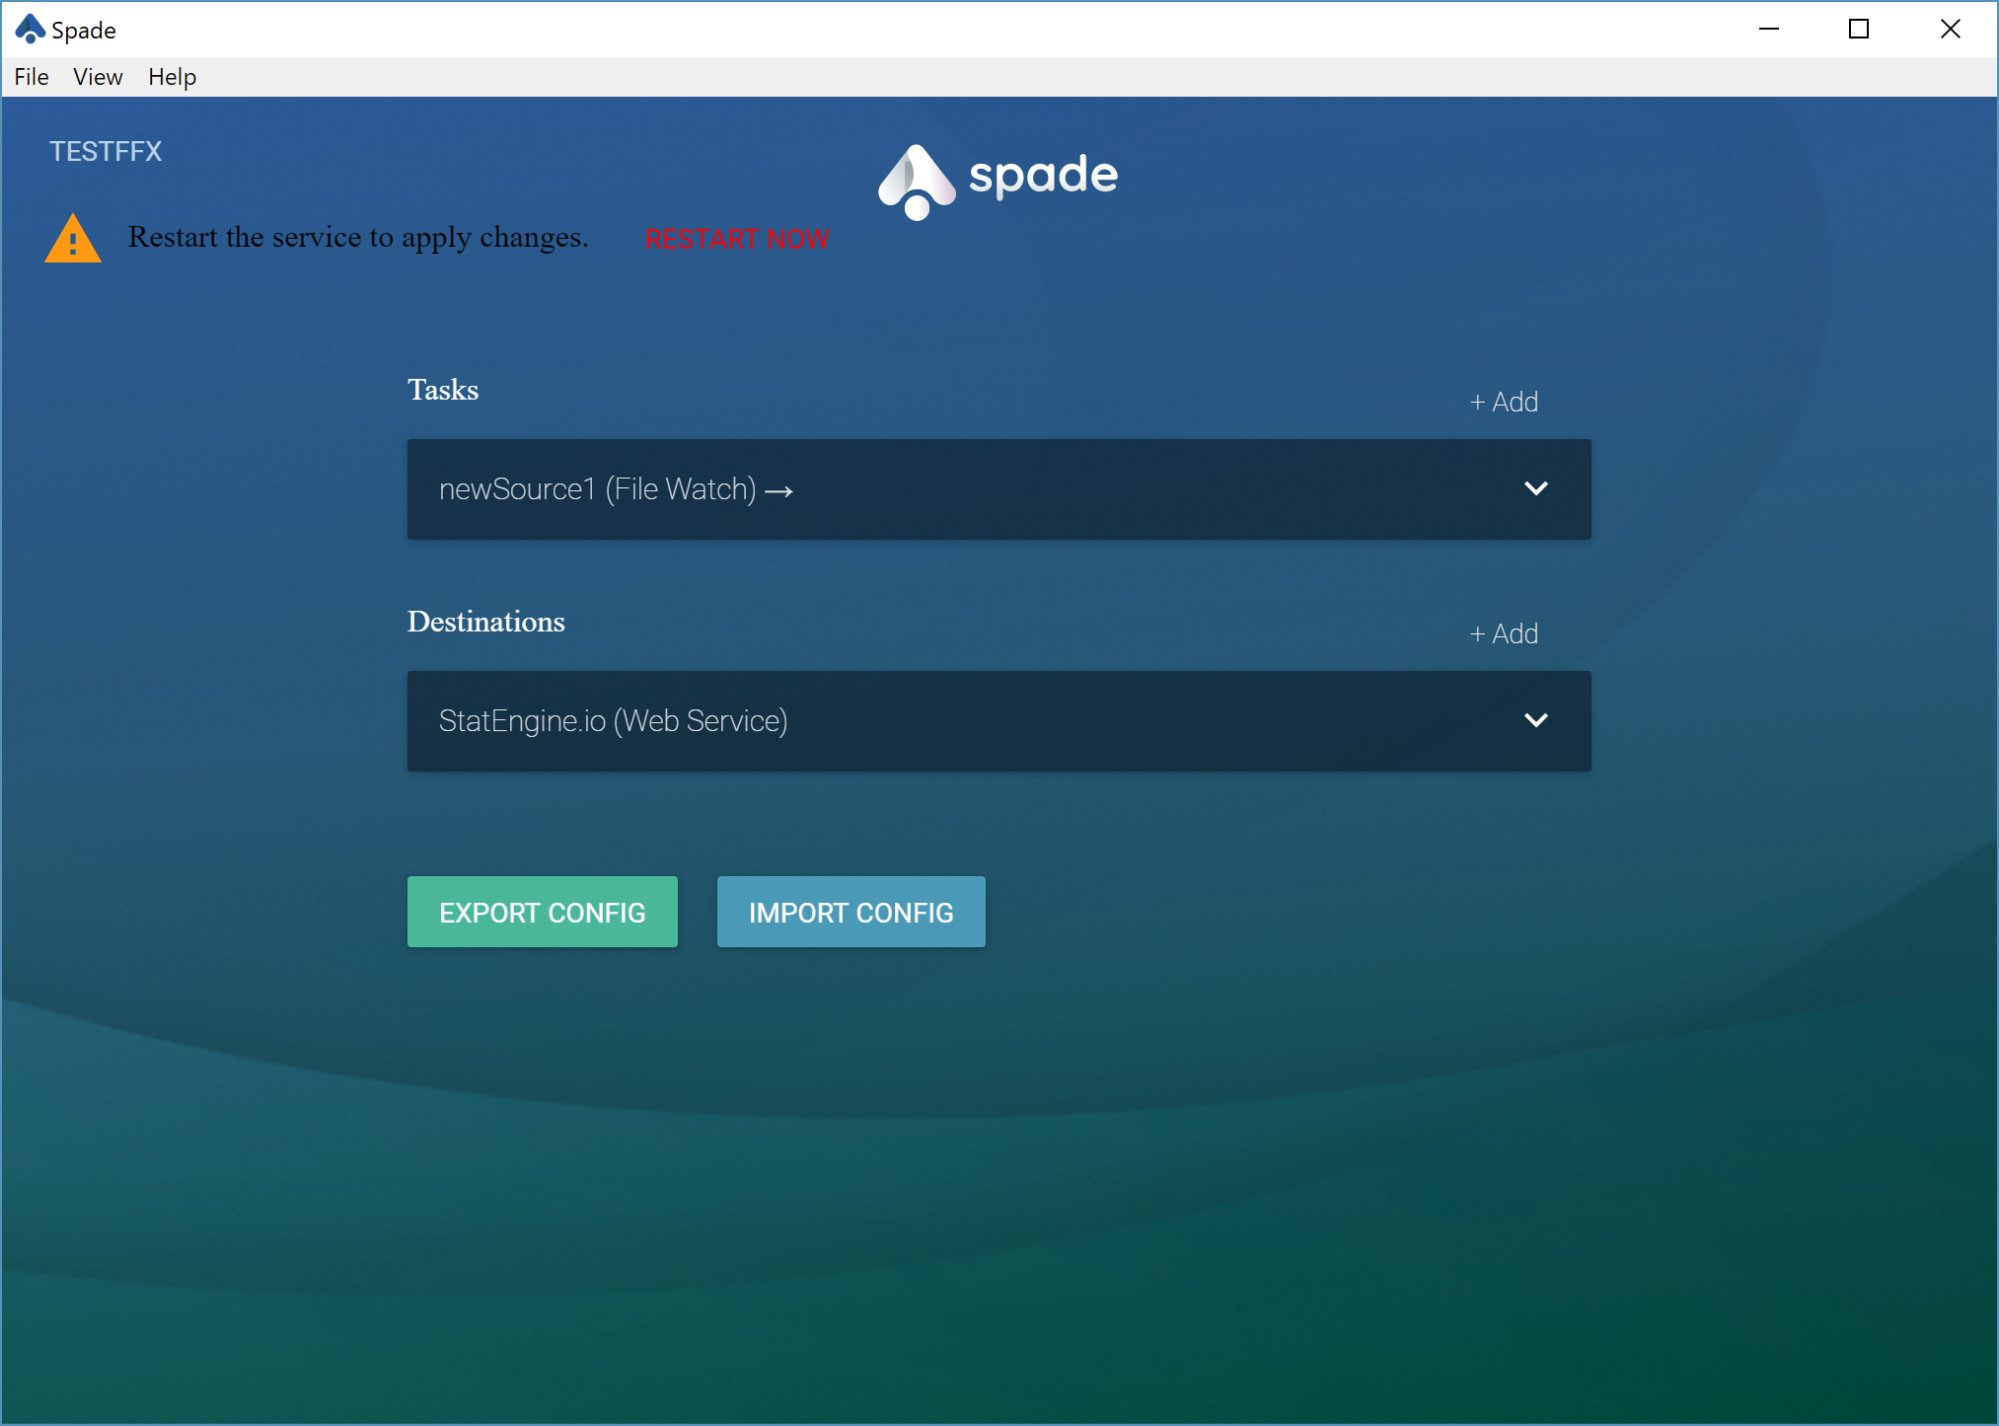 Spade
File View Help
TESTFFX
spade
Restart the service to apply changes. RESTART NOW
Tasks
+ Add
newSource1 (File Watch) →
Destinations
+ Add
StatEngine.io (Web Service)
EXPORT CONFIG IMPORT CONFIG